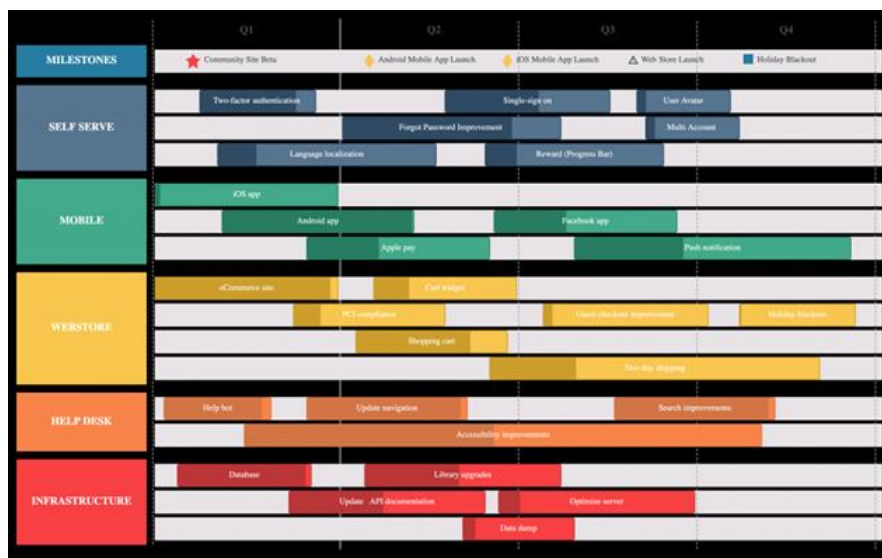 Q1 Q2 Q3 Q4
MILESTONES Community Site Beta Android Mobile App Launch iOS Mobile App Launch Web Store Launch Holiday Blackout
Two-factor authentication Single-sign on User Avatar
SELF SERVE Forgot Password Improvement Multi Account
Language localization Reward (Progress Bar)
iOS app
MOBILE Android app Facebook app
Apple pay Push notification
eCommerce site Cart widget
PCI compliance Guest checkout improvement Holiday blackout
WEBSTORE
Shopping cart
Two-day shipping
Help bot Update navigation Search improvements
HELP DESK
Accessibility improvements
Database Library upgrades
INFRASTRUCTURE Update API documentation Optimise server
Data dump